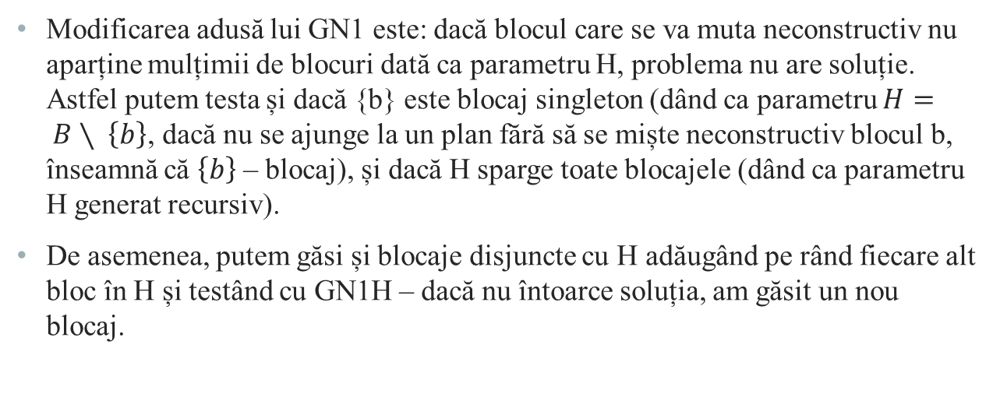 • Modificarea adusă lui GN1 este: dacă blocul care se va muta neconstructiv nu
aparține mulțimii de blocuri dată ca parametru H, problema nu are soluție.
Astfel putem testa și dacă {b} este blocaj singleton (dând ca parametru H =
B \ {b}, dacă nu se ajunge la un plan fără să se miște neconstructiv blocul b,
înseamnă că {b} – blocaj), și dacă H sparge toate blocajele (dând ca parametru
H generat recursiv).
• De asemenea, putem găsi și blocaje disjuncte cu H adăugând pe rând fiecare alt
bloc în H și testând cu GN1H – dacă nu întoarce soluția, am găsit un nou
blocaj.